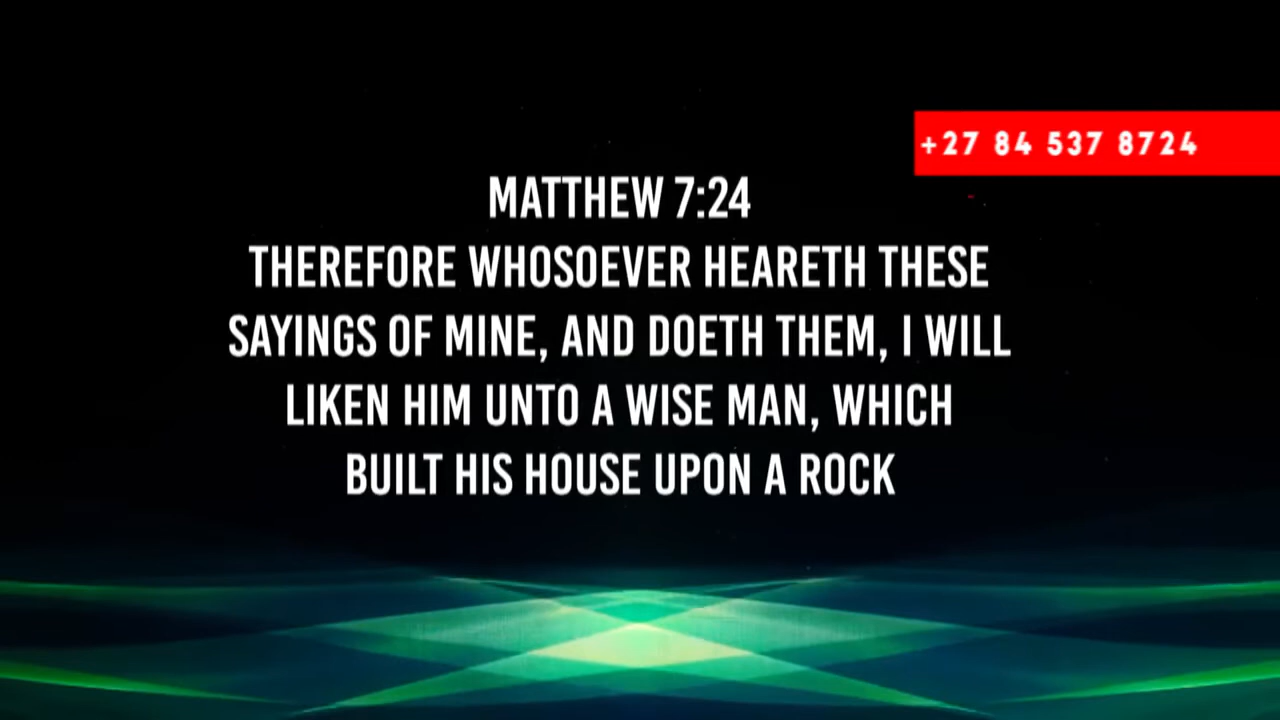 +27 84 537 8724
MATTHEW 7:24
THEREFORE WHOSOEVER HEARETH THESE
SAYINGS OF MINE, AND DOETH THEM, I WILL
LIKEN HIM UNTO A WISE MAN, WHICH
BUILT HIS HOUSE UPON A ROCK